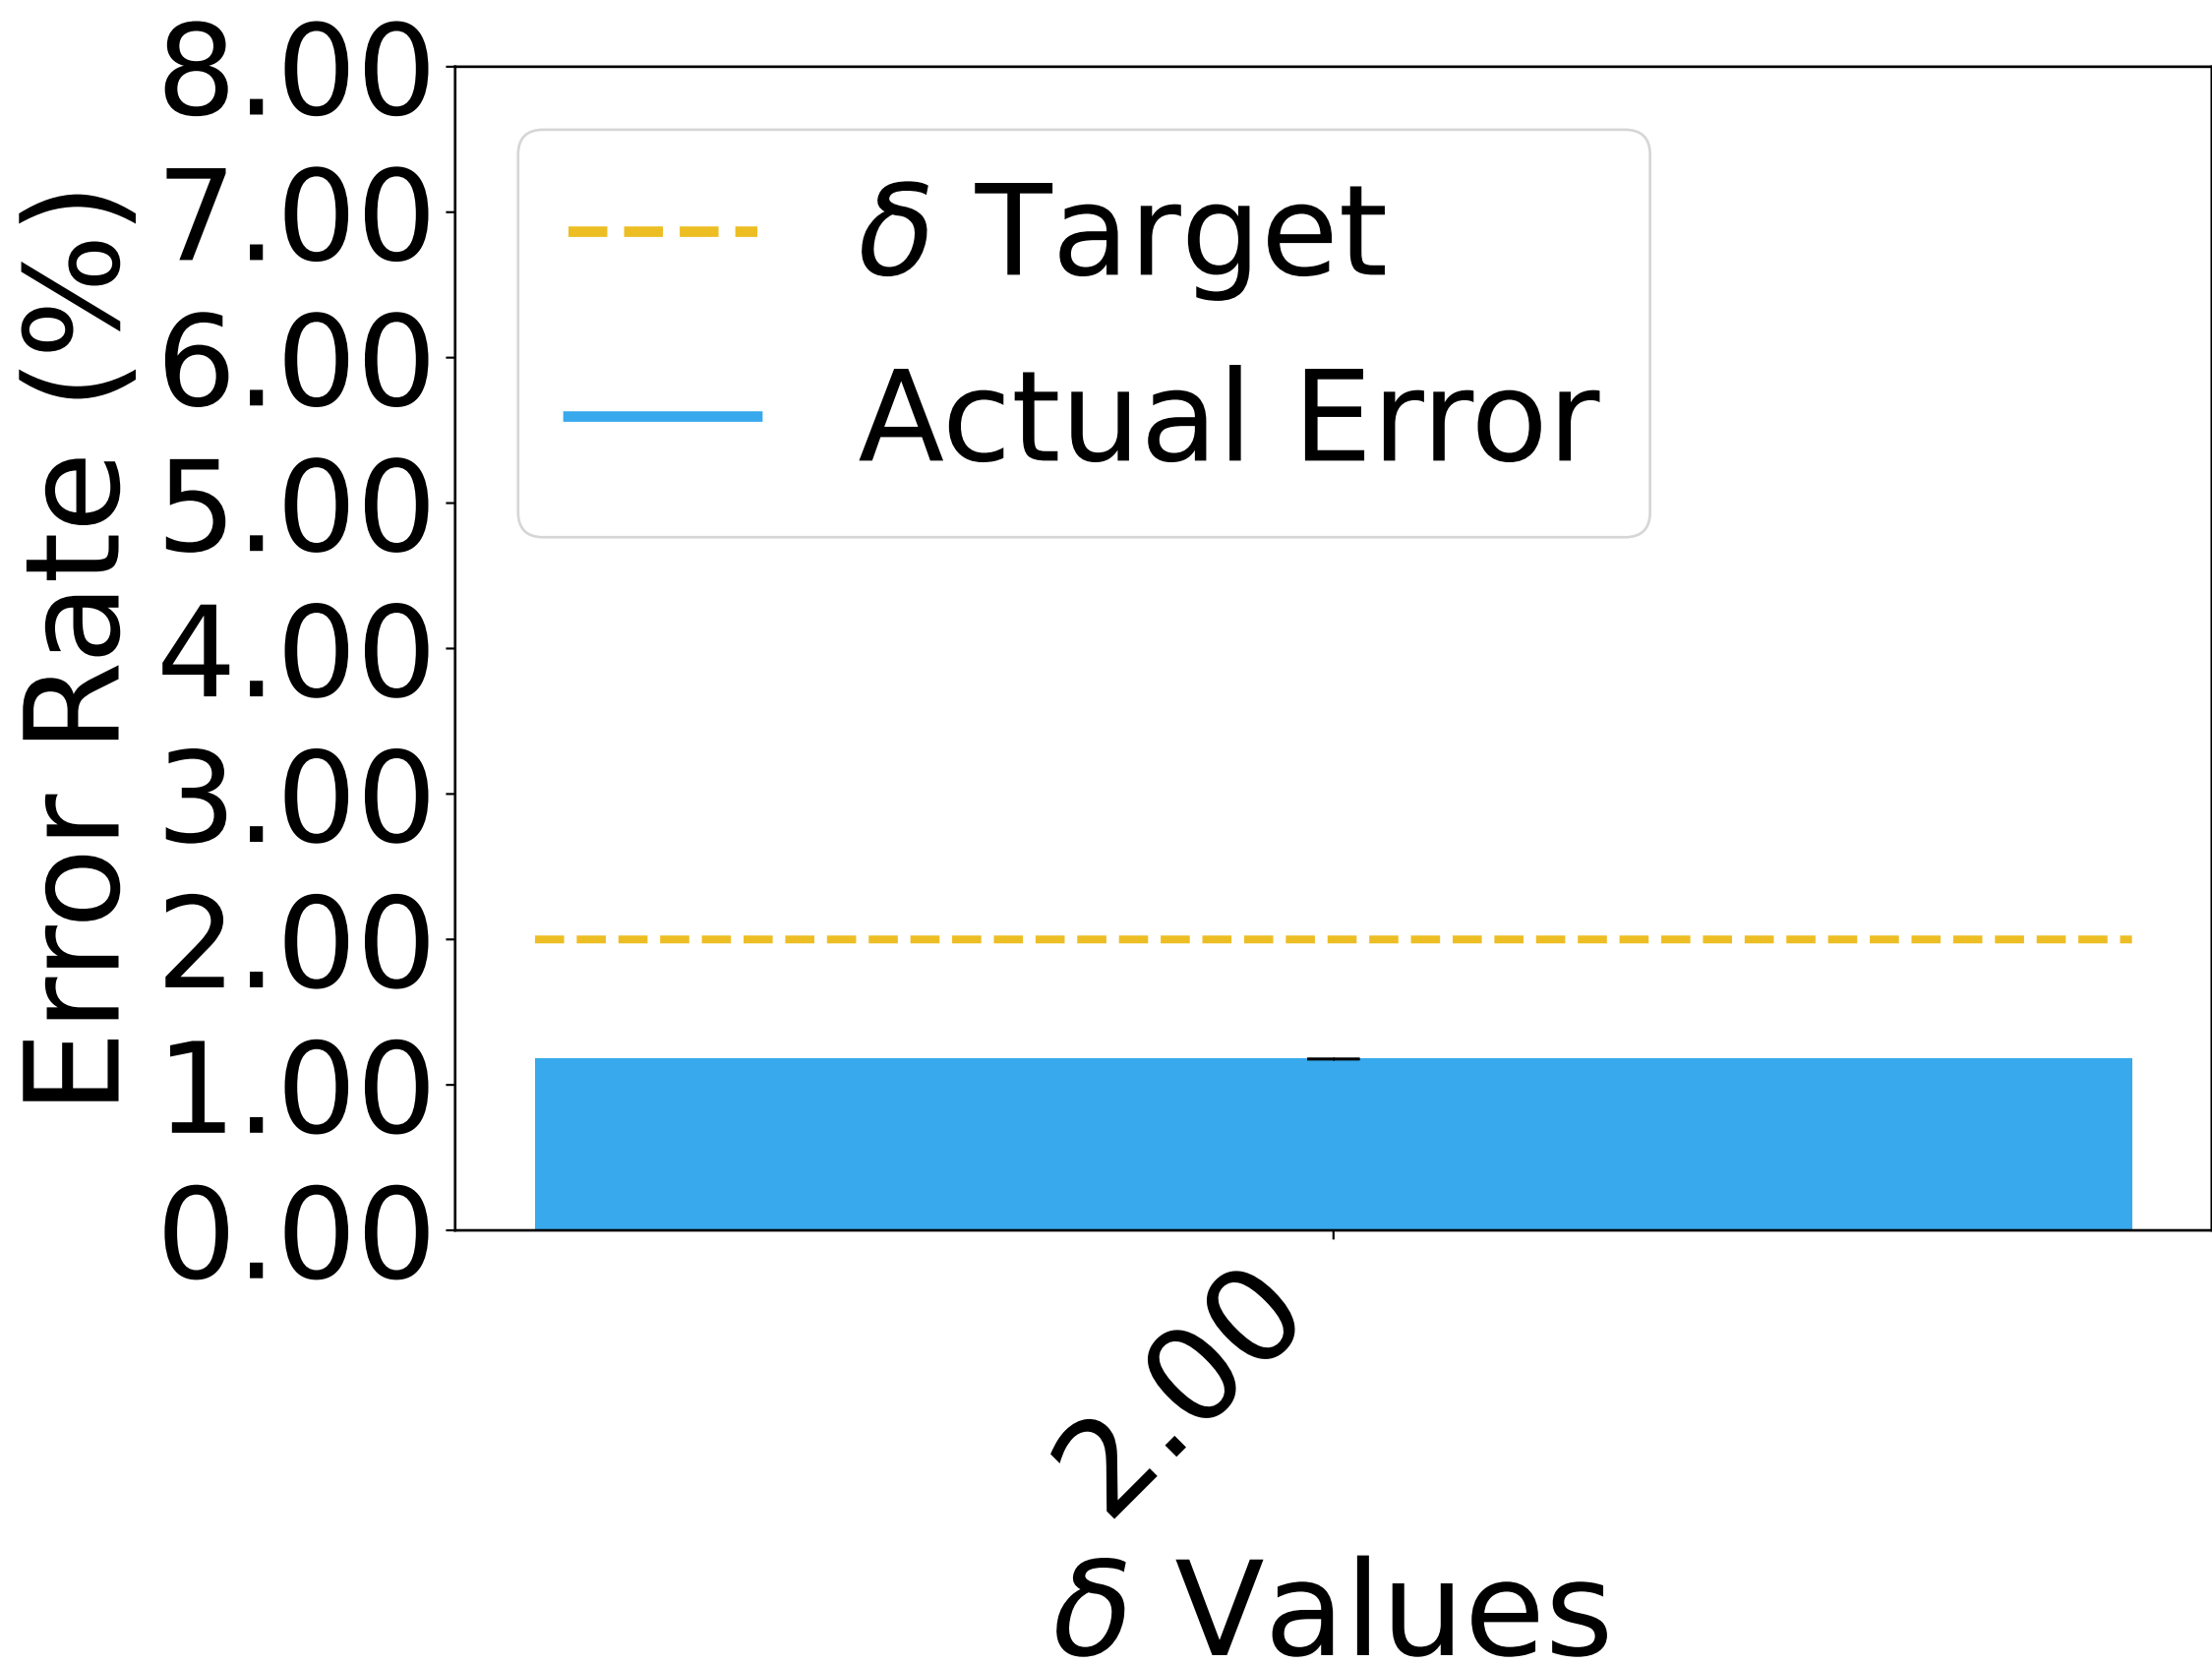 8.00
7.00
6.00
5.00
4.00
3.00
2.00
1.00
0.00
Error Rate (%)
δ Target
Actual Error
2.00
δ Values